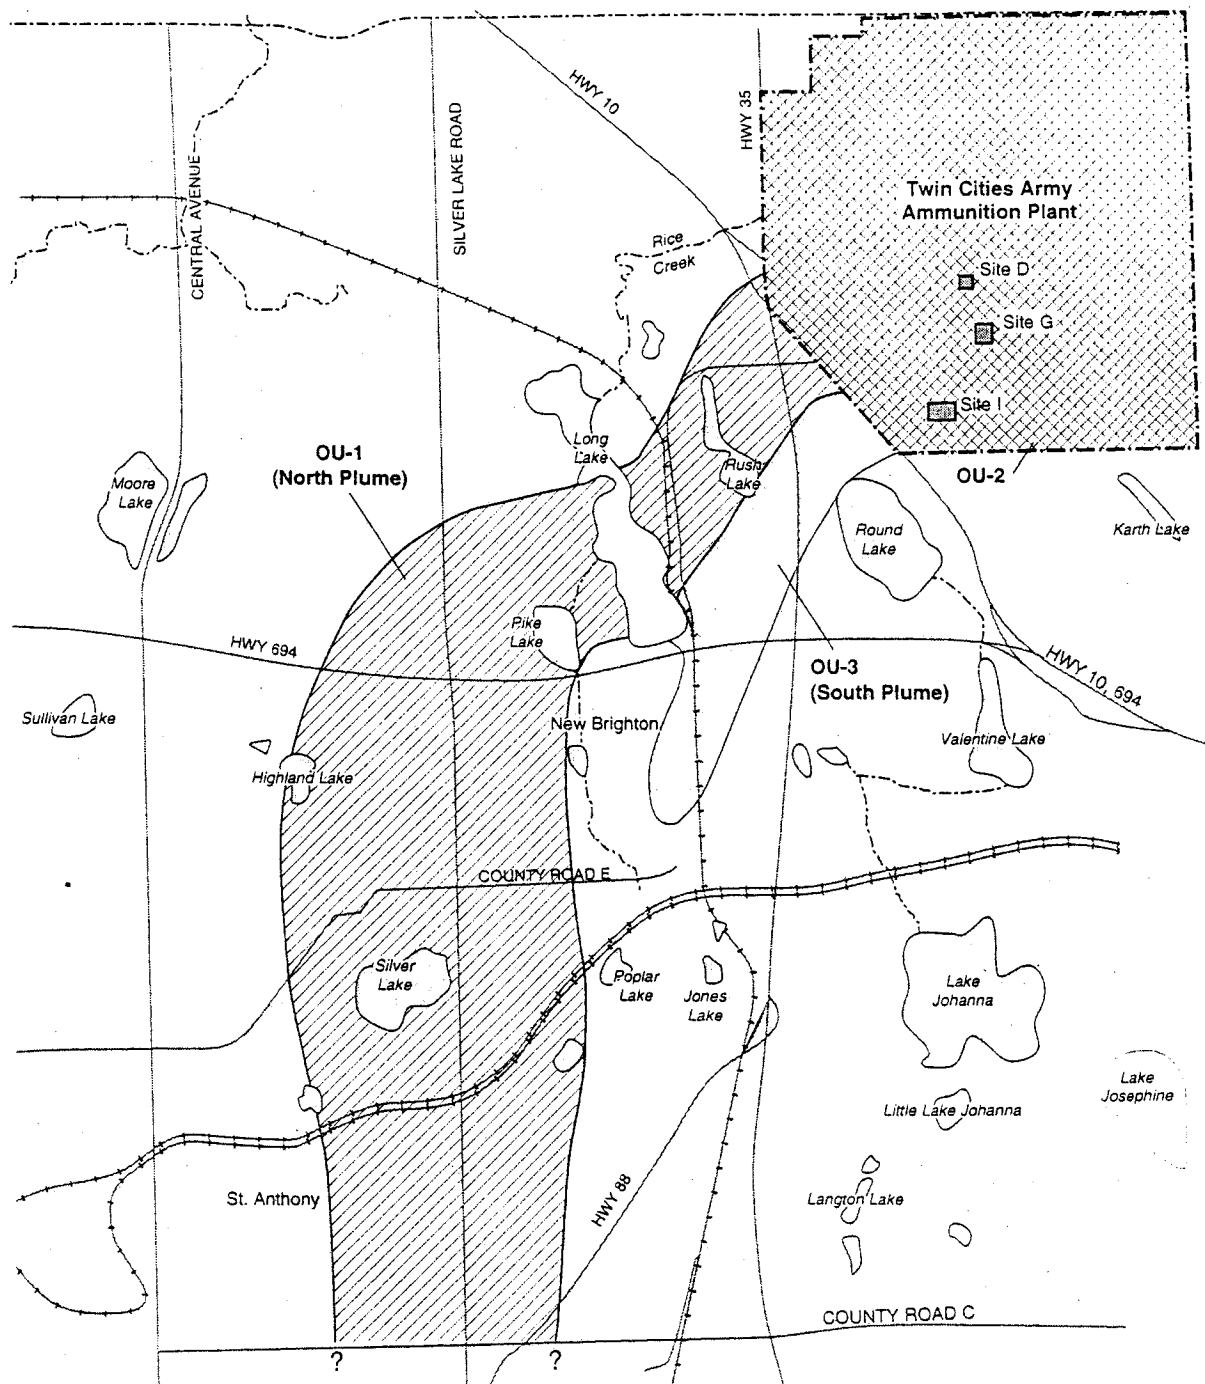 HWY 10
HWY 35
SILVER LAKE ROAD
CENTRAL AVENUE
Twin Cities Army
Ammunition Plant
Rice
Creek
Site D
Site G
Site I
OU-1
(North Plume)
Long
Lake
Rush
Lake
OU-2
Moore
Lake
Round
Lake
Karth Lake
Pike
Lake
HWY 694
OU-3
(South Plume)
HWY 10, 694
Sullivan Lake
New Brighton
Valentine Lake
Highland Lake
COUNTY ROAD E
Silver
Lake
Poplar
Lake
Jones
Lake
Lake
Johanna
Lake
Josephine
Little Lake Johanna
St. Anthony
HWY 88
Langton Lake
COUNTY ROAD C
?
?